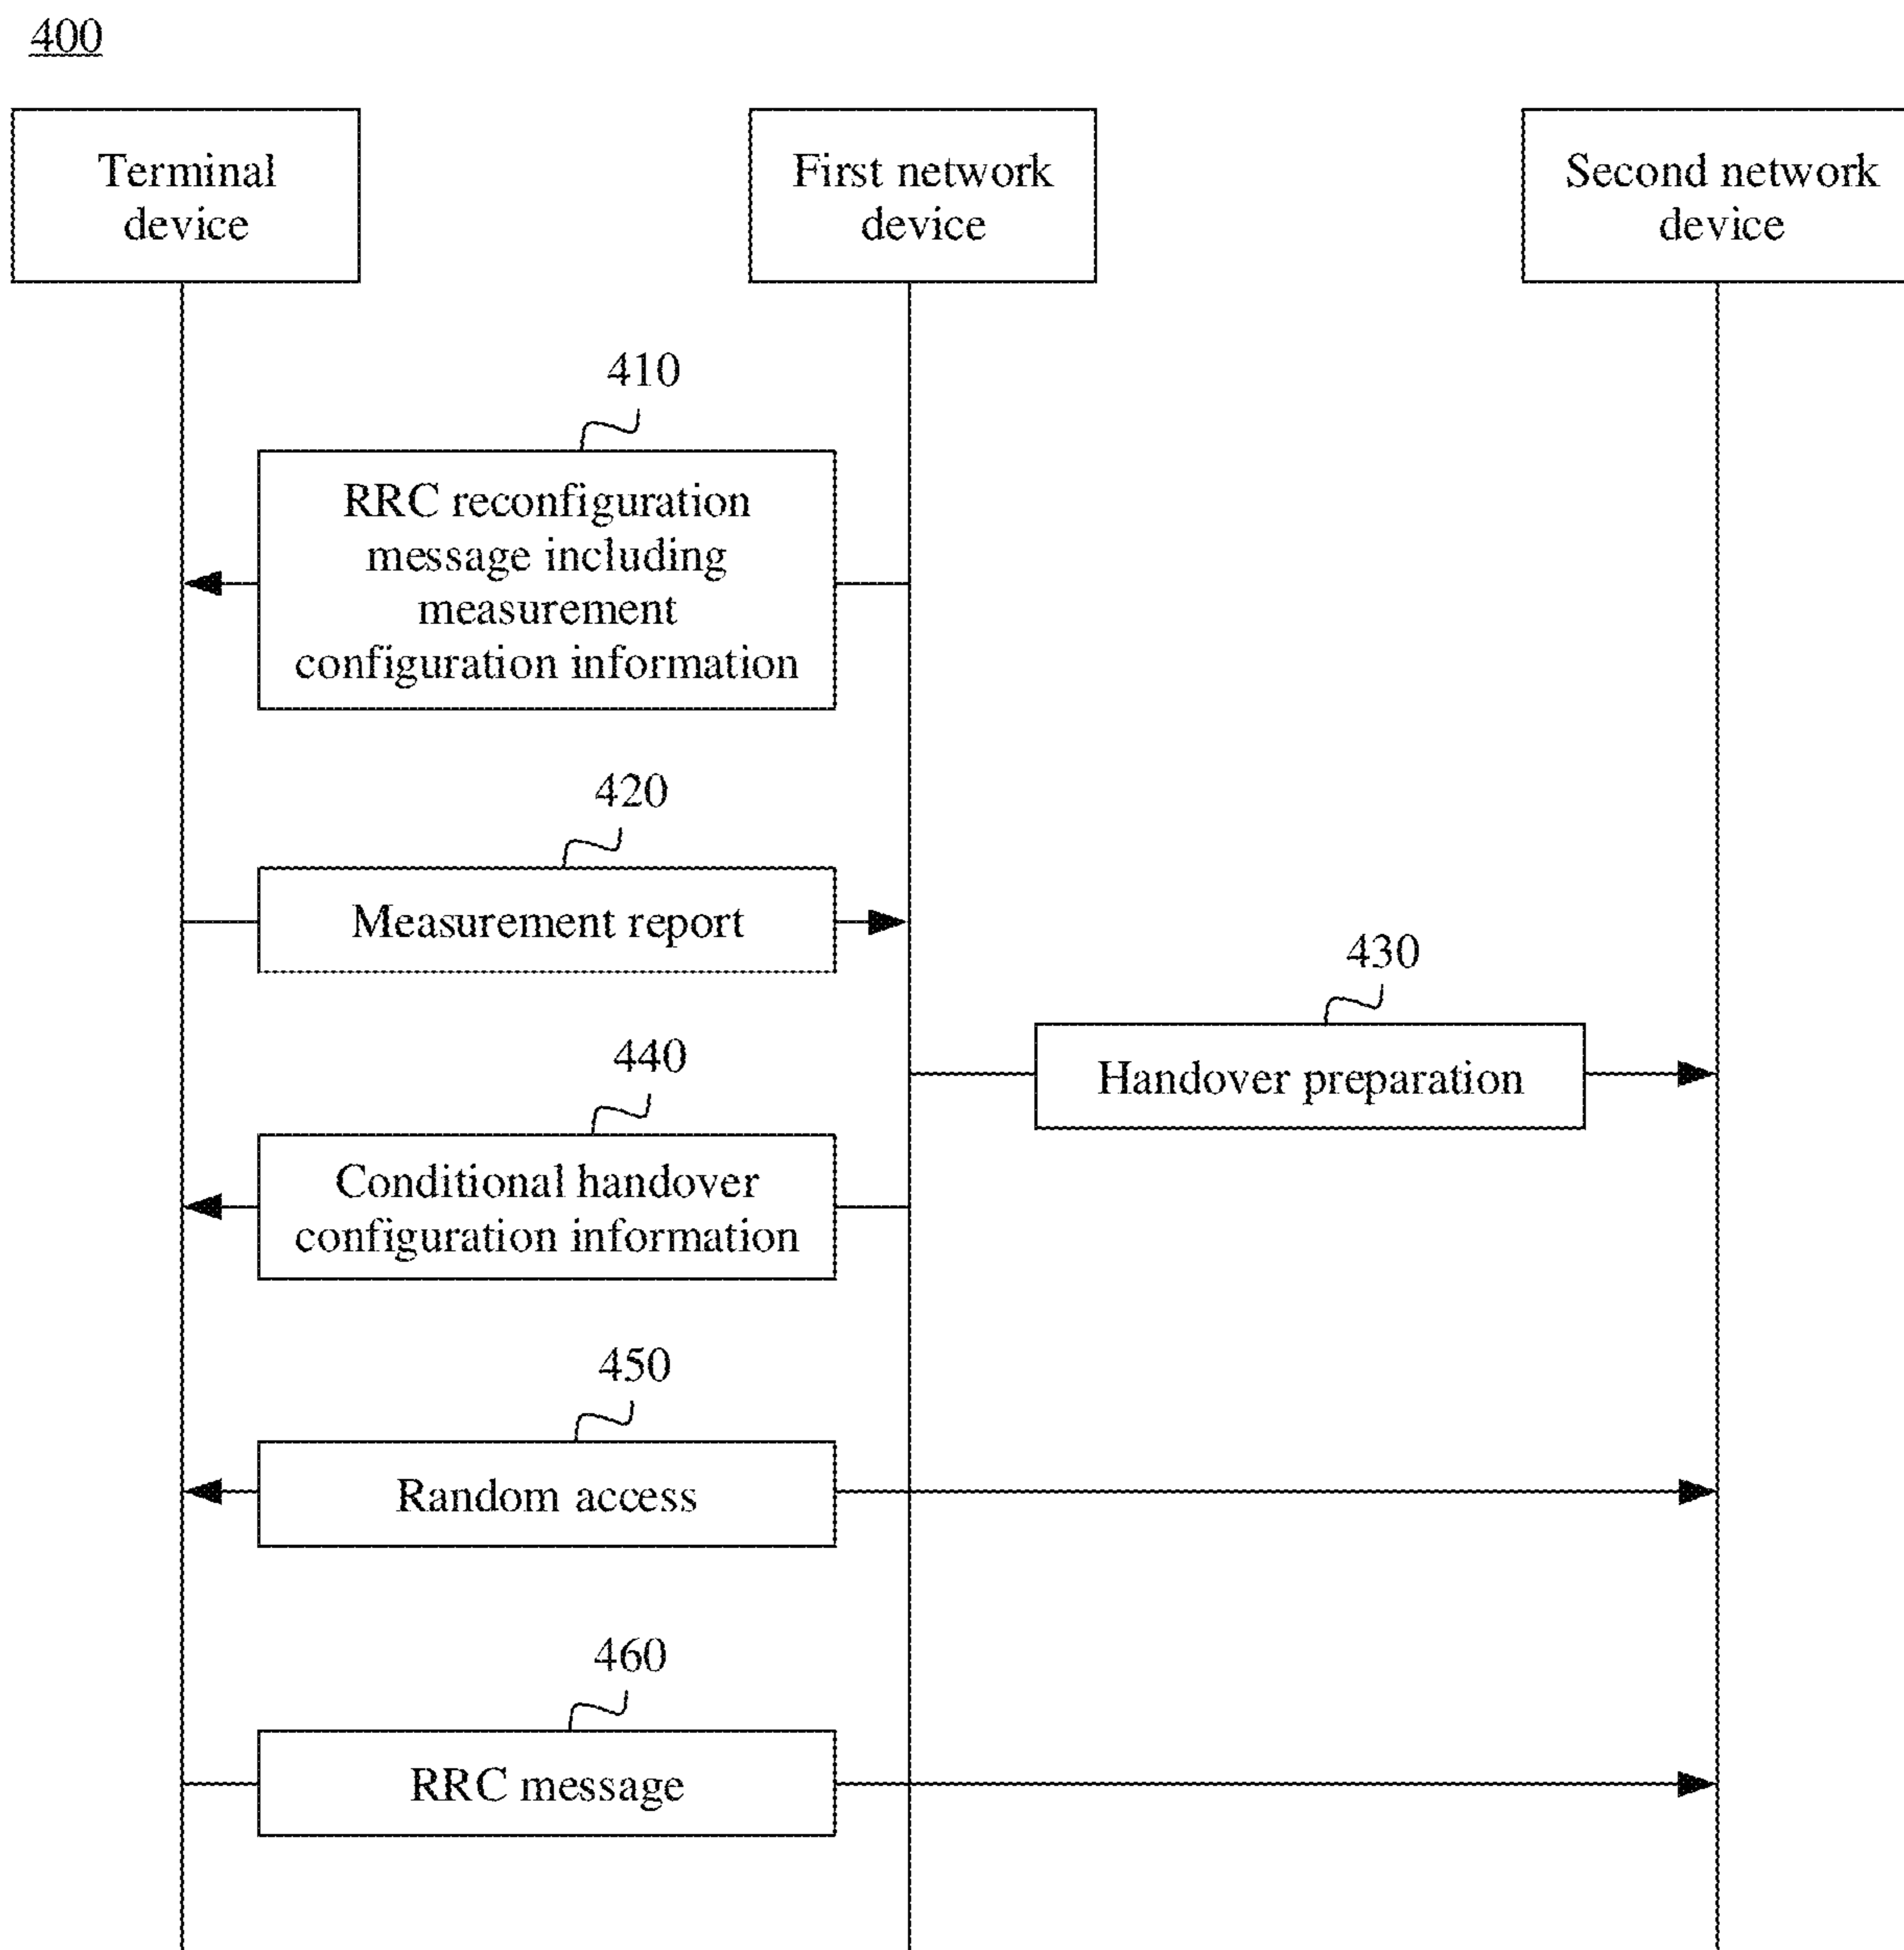 400
Terminal
device
First network
device
Second network
device
410
RRC reconfiguration
message including
measurement
configuration information
420
Measurement report
430
Handover preparation
440
Conditional handover
configuration information
450
Random access
460
RRC message